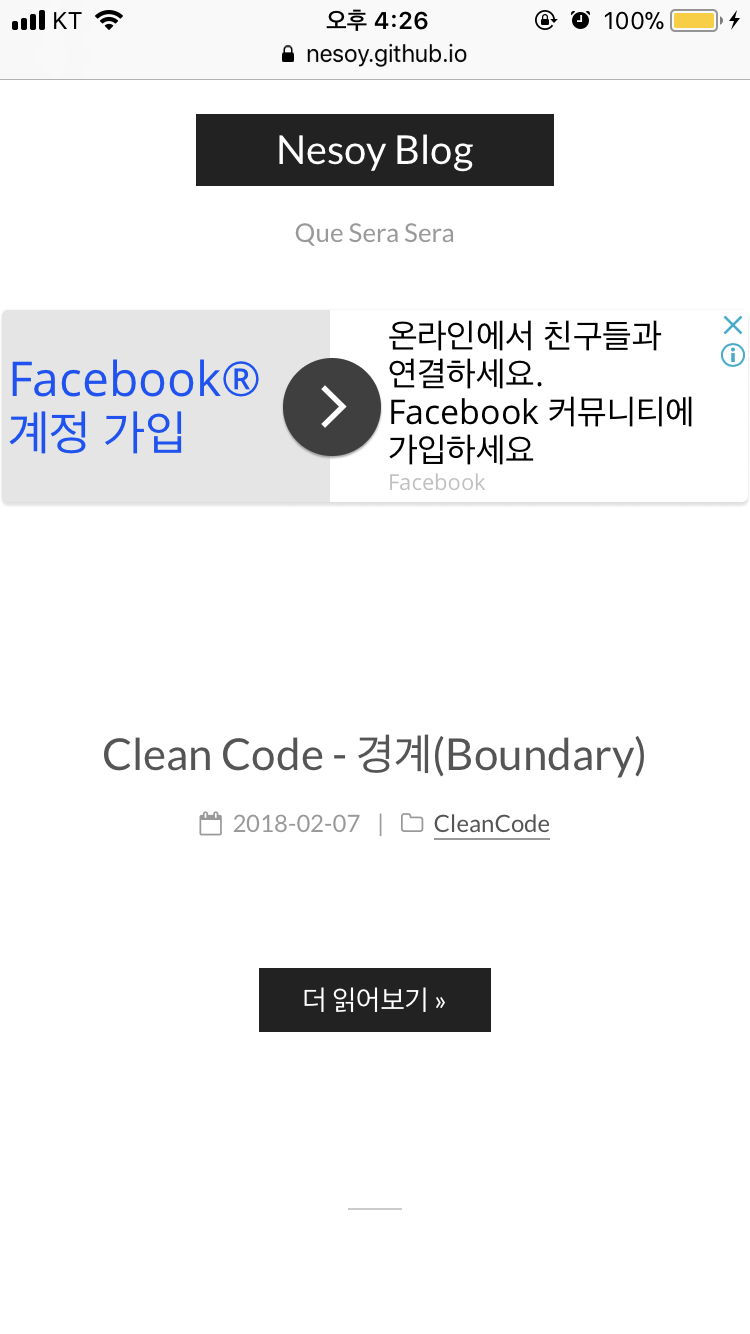 KT 오후 4:26 100%
nesoy.github.io
Nesoy Blog
Que Sera Sera
Facebook®
계정 가입
온라인에서 친구들과
연결하세요.
Facebook 커뮤니티에
가입하세요
Facebook
Clean Code - 경계(Boundary)
2018-02-07 | CleanCode
더 읽어보기 »